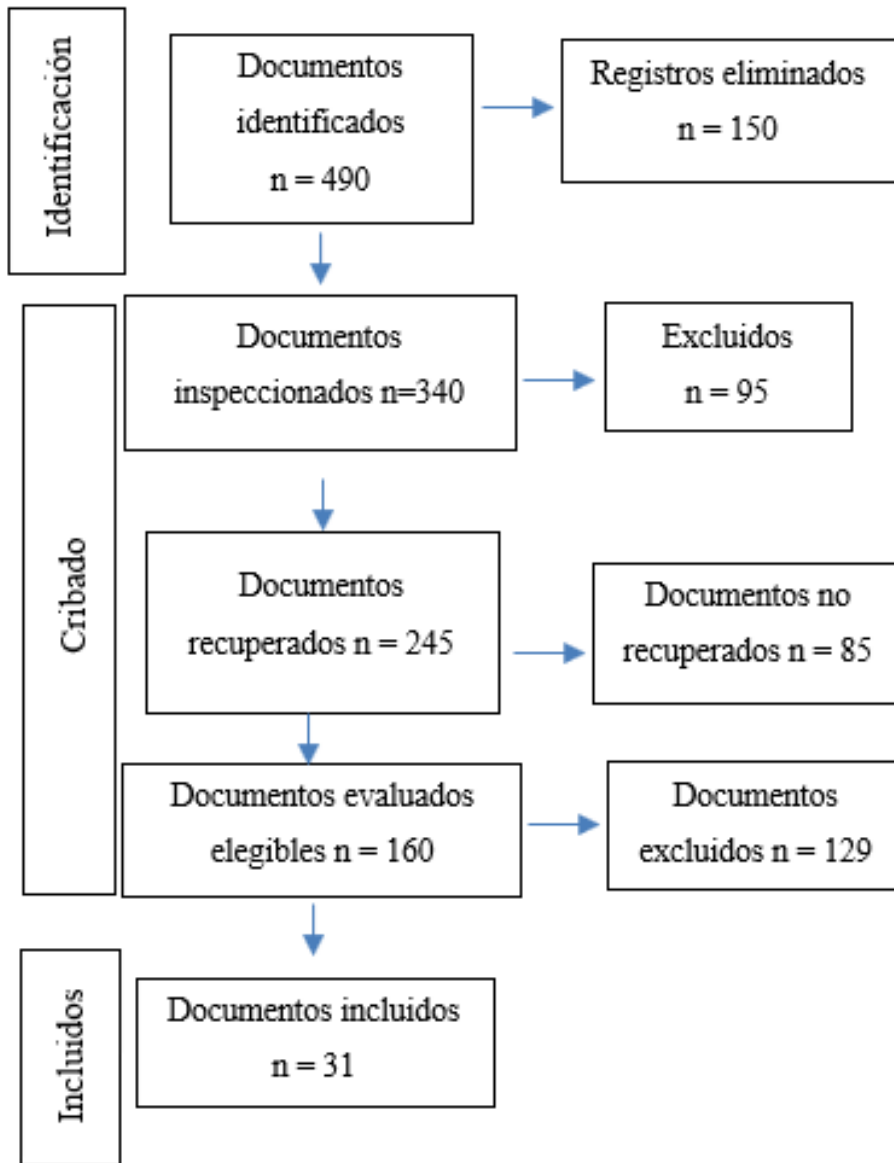 Identificación
Documentos
identificados
n = 490
Registros eliminados
n = 150
Cribado
Documentos
inspeccionados n=340
Excluidos
n = 95
Documentos
recuperados n = 245
Documentos no
recuperados n = 85
Documentos evaluados
elegibles n = 160
Documentos
excluidos n = 129
Incluidos
Documentos incluidos
n = 31